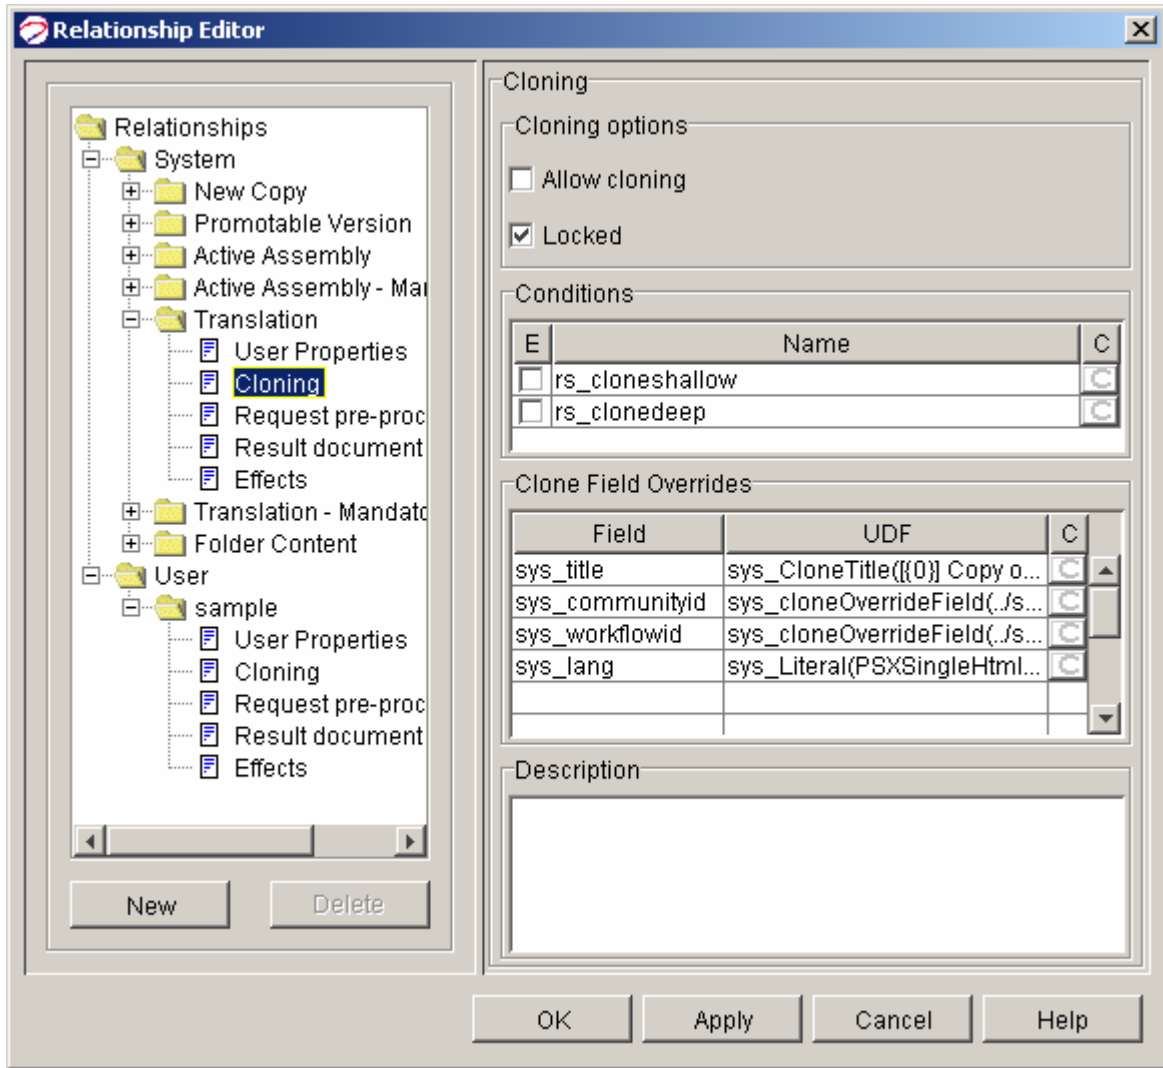 Relationship Editor
Relationships
System
New Copy
Promotable Version
Active Assembly
Active Assembly - Mar
Translation
User Properties
Cloning
Request pre-proc
Result document
Effects
Translation - Mandato
Folder Content
User
sample
User Properties
Cloning
Request pre-proc
Result document
Effects
New Delete
Cloning
Cloning options
Allow cloning
Locked
Conditions
E Name C
rs_cloneshallow C
rs_clonedeep C
Clone Field Overrides
Field UDF C
sys_title sys_CloneTitle([{0}] Copy o... C
sys_communityid sys_cloneOverrideField(../s... C
sys_workflowid sys_cloneOverrideField(../s... C
sys_lang sys_Literal(PSXSingleHtml... C
Description
OK Apply Cancel Help